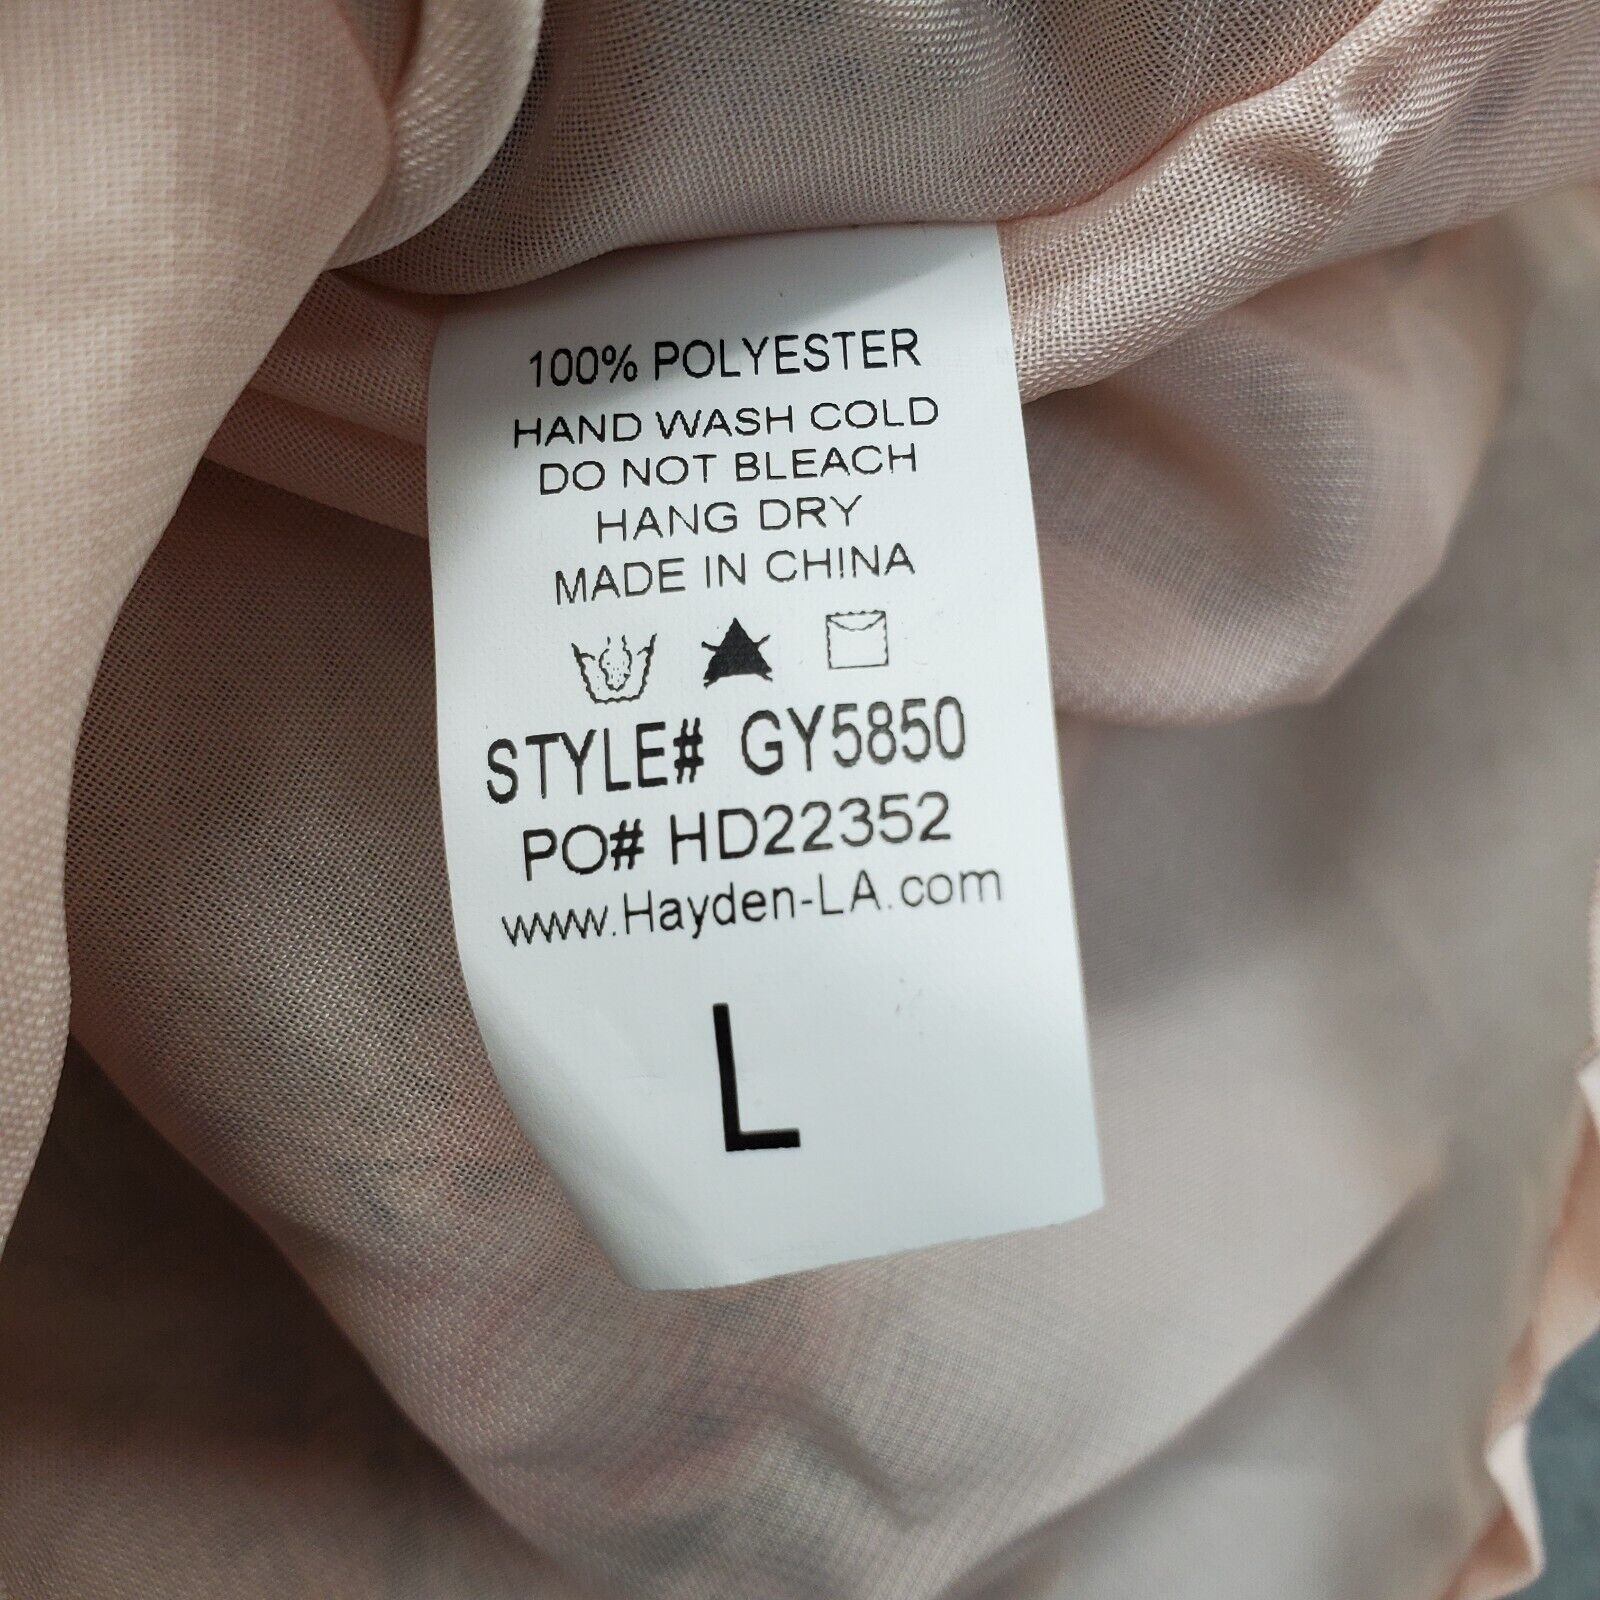 100% POLYESTER
HAND WASH COLD
DO NOT BLEACH
HANG DRY
MADE IN CHINA
STYLE# GY5850
PO# HD22352
www.Hayden-LA.com
L